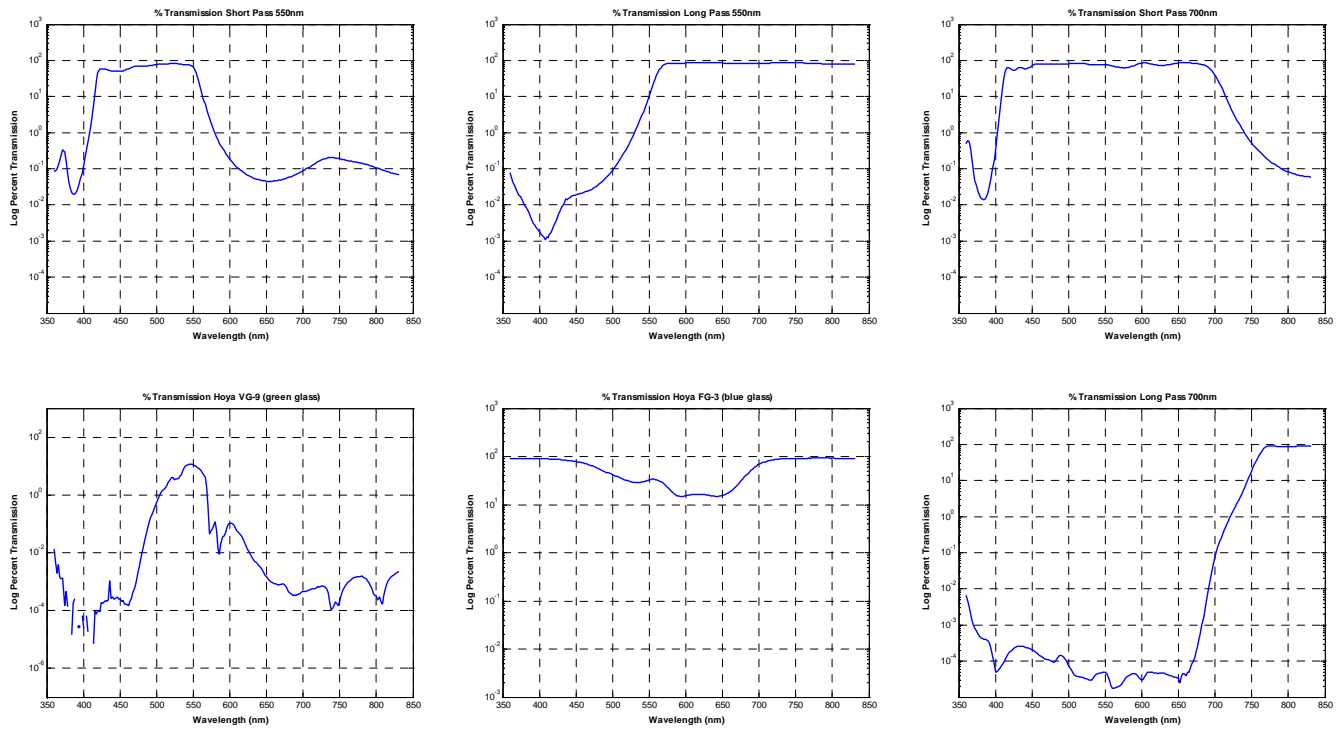 % Transmission Short Pass 550nm
10^3
10^2
10^1
10^0
10^-1
10^-2
10^-3
10^-4
Log Percent Transmission
350 400 450 500 550 600 650 700 750 800 850
Wavelength (nm)
% Transmission Long Pass 550nm
10^3
10^2
10^1
10^0
10^-1
10^-2
10^-3
10^-4
Log Percent Transmission
350 400 450 500 550 600 650 700 750 800 850
Wavelength (nm)
% Transmission Short Pass 700nm
10^3
10^2
10^1
10^0
10^-1
10^-2
10^-3
10^-4
Log Percent Transmission
350 400 450 500 550 600 650 700 750 800 850
Wavelength (nm)
% Transmission Hoya VG-9 (green glass)
10^2
10^0
10^-2
10^-4
10^-6
Log Percent Transmission
350 400 450 500 550 600 650 700 750 800 850
Wavelength (nm)
% Transmission Hoya FG-3 (blue glass)
10^3
10^2
10^1
10^0
10^-1
10^-2
10^-3
Log Percent Transmission
350 400 450 500 550 600 650 700 750 800 850
Wavelength (nm)
% Transmission Long Pass 700nm
10^3
10^2
10^1
10^0
10^-1
10^-2
10^-3
10^-4
Log Percent Transmission
350 400 450 500 550 600 650 700 750 800 850
Wavelength (nm)